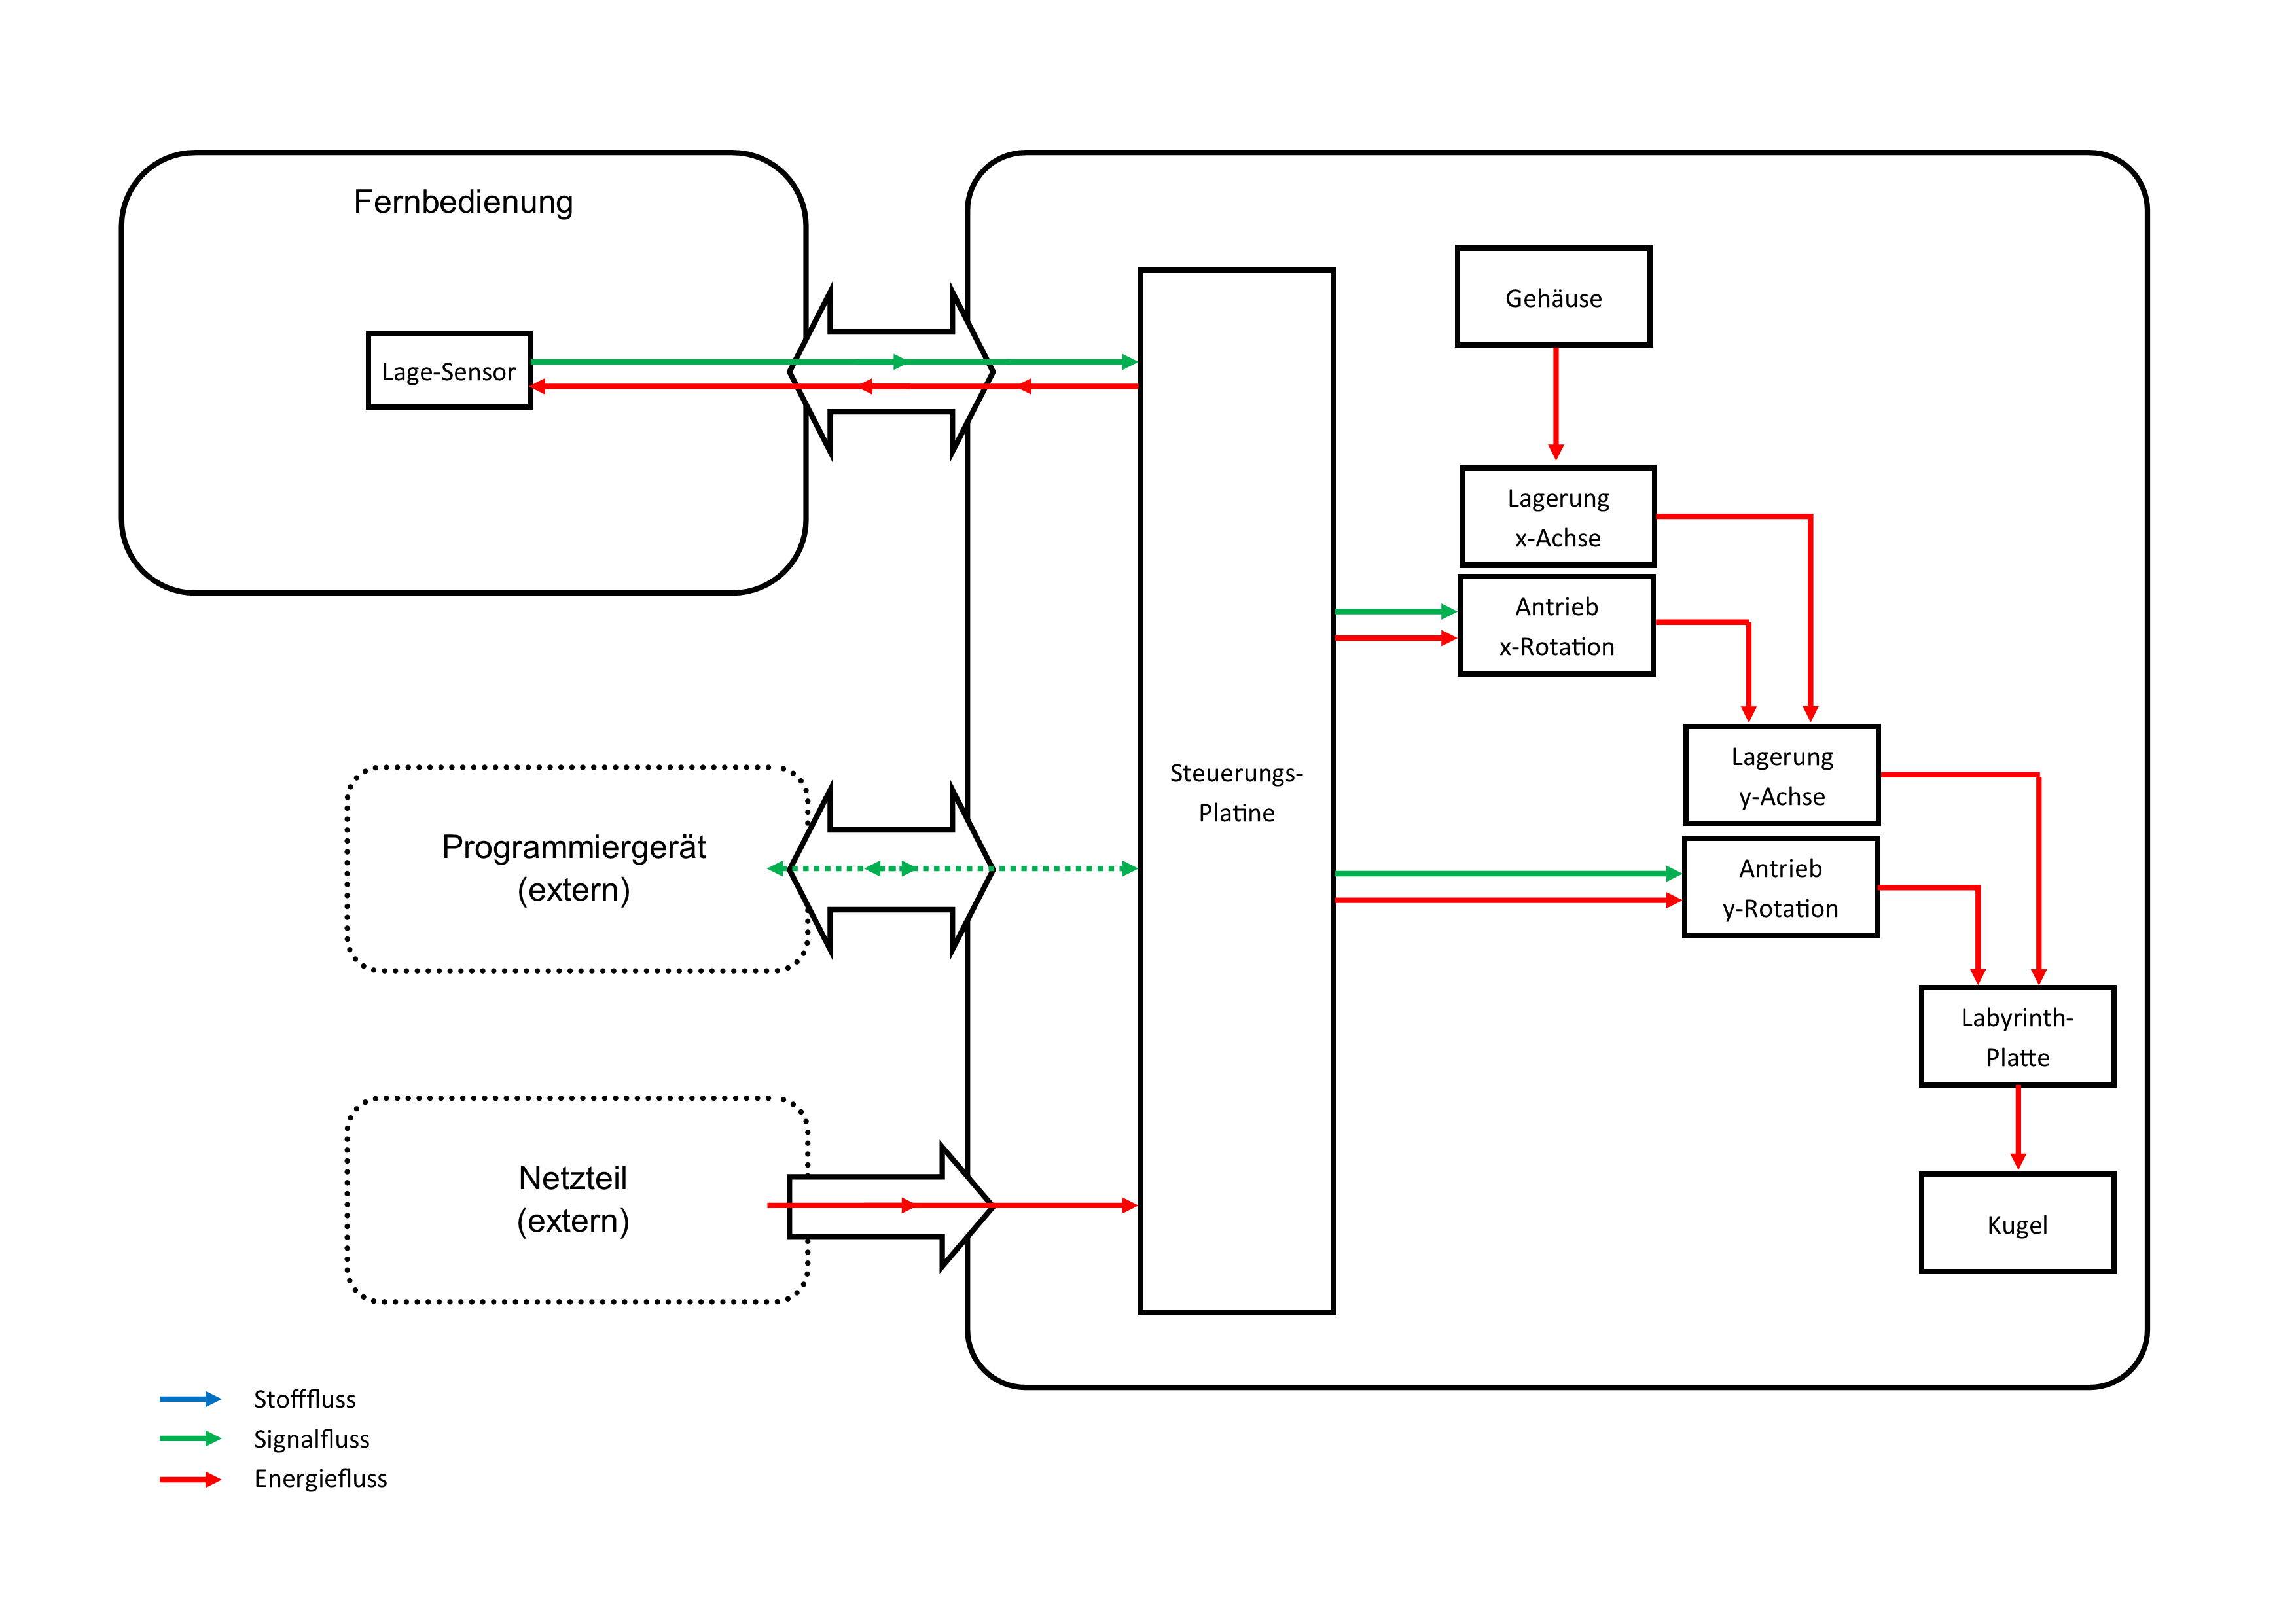 Fernbedienung
Lage-Sensor
Programmiergerät
(extern)
Netzteil
(extern)
Steuerungs-
Platine
Gehäuse
Lagerung
x-Achse
Antrieb
x-Rotation
Lagerung
y-Achse
Antrieb
y-Rotation
Labyrinth-
Platte
Kugel
Stofffluss
Signalfluss
Energiefluss